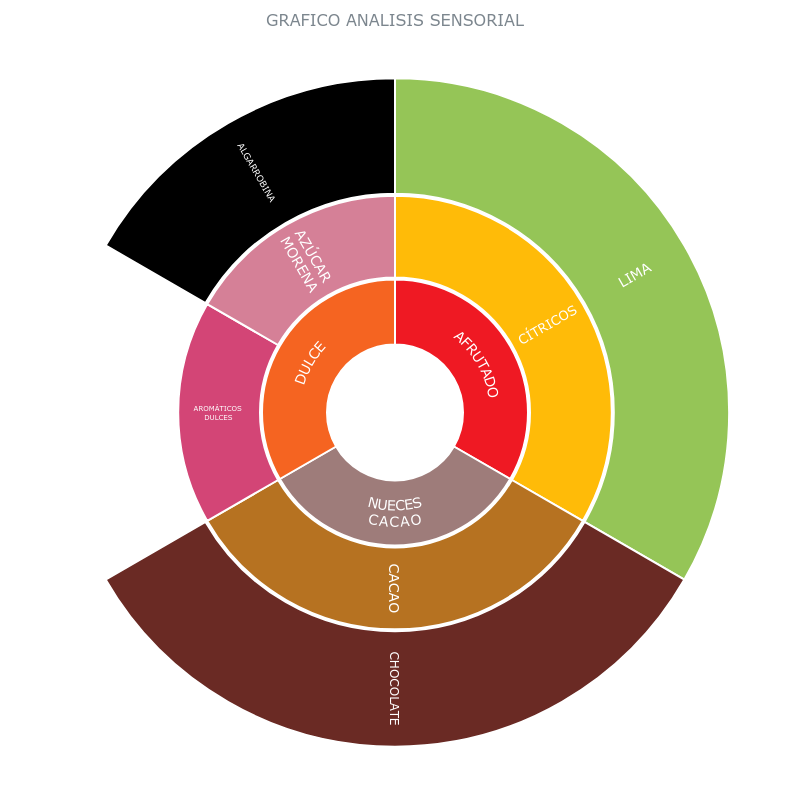 GRAFICO ANALISIS SENSORIAL
ALGARROBINA
AZÚCAR
MORENA
DULCE
AFRUTADO
CÍTRICOS
LIMA
AROMÁTICOS
DULCES
NUECES
CACAO
CACAO
CHOCOLATE